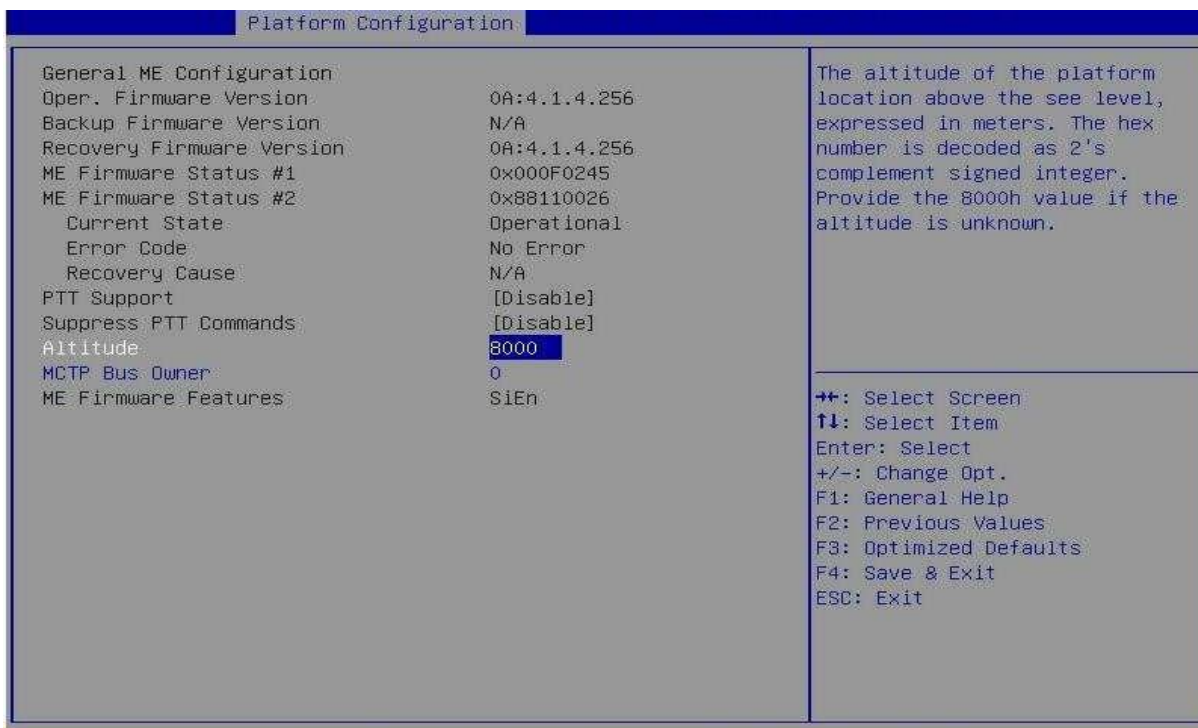 Platform Configuration
General ME Configuration
Oper. Firmware Version 0A:4.1.4.256
Backup Firmware Version N/A
Recovery Firmware Version 0A:4.1.4.256
ME Firmware Status #1 0x000F0245
ME Firmware Status #2 0x88110026
Current State Operational
Error Code No Error
Recovery Cause N/A
PTT Support [Disable]
Suppress PTT Commands [Disable]
Altitude 8000
MCTP Bus Owner 0
ME Firmware Features SiEn
The altitude of the platform
location above the see level,
expressed in meters. The hex
number is decoded as 2's
complement signed integer.
Provide the 8000h value if the
altitude is unknown.
→←: Select Screen
↑↓: Select Item
Enter: Select
+/-: Change Opt.
F1: General Help
F2: Previous Values
F3: Optimized Defaults
F4: Save & Exit
ESC: Exit